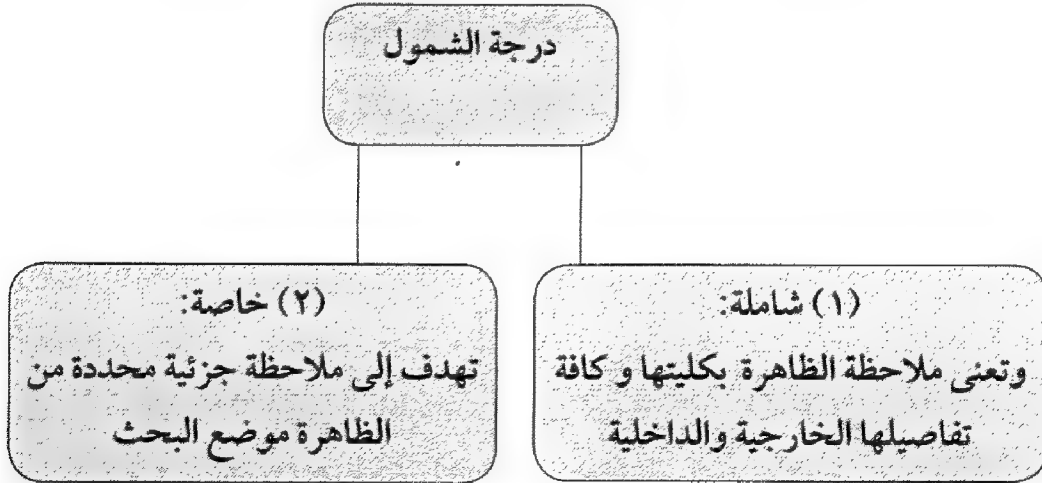 درجة الشمول
(١) شاملة:
وتعنى ملاحظة الظاهرة بكليتها و كافة
تفاصيلها الخارجية والداخلية
(٢) خاصة:
تهدف إلى ملاحظة جزئية محددة من
الظاهرة موضع البحث